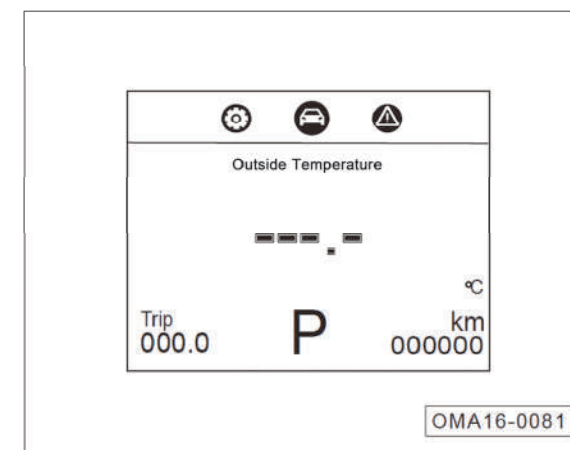 Outside Temperature
---.-
°C
Trip
000.0
P
km
000000
OMA16-0081